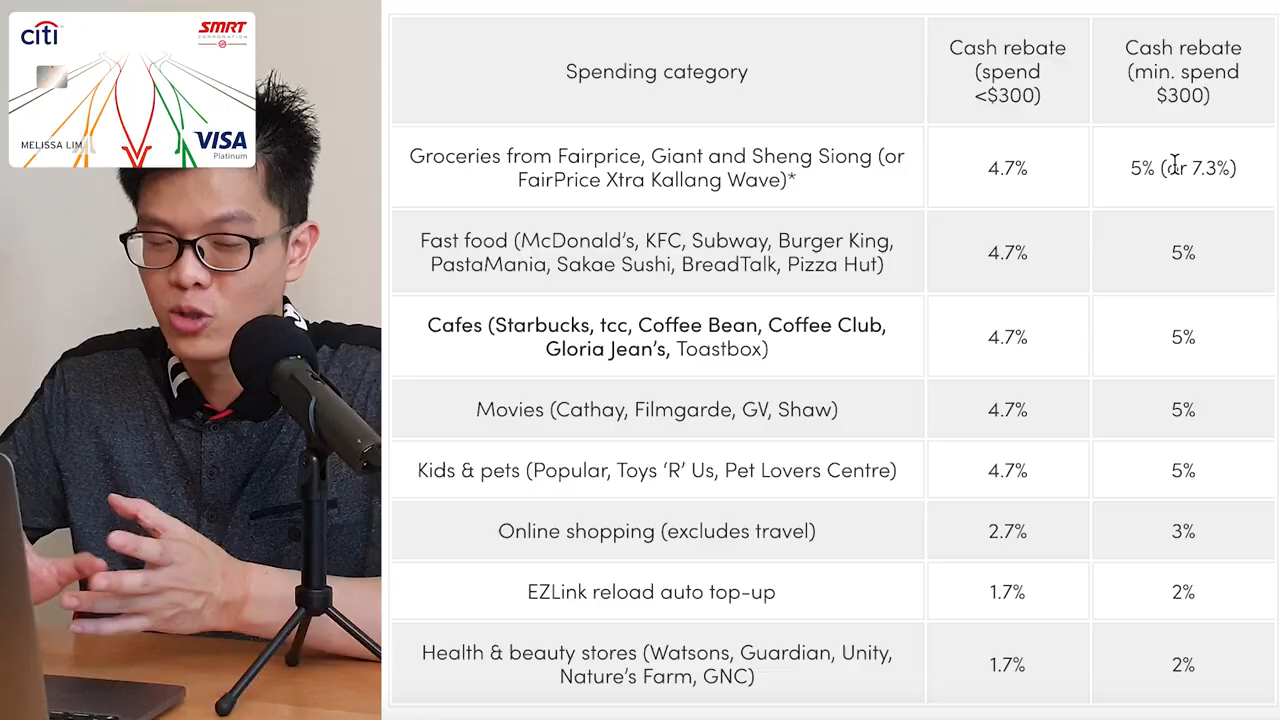 citi
SMRT
CORPORATION
MELISSA LIM
VISA
Platinum
Spending category
Cash rebate
(spend
<$300)
Cash rebate
(min. spend
$300)
Groceries from Fairprice, Giant and Sheng Siong (or
FairPrice Xtra Kallang Wave)*
4.7%
5% (or 7.3%)
Fast food (McDonald's, KFC, Subway, Burger King,
PastaMania, Sakae Sushi, BreadTalk, Pizza Hut)
4.7%
5%
Cafes (Starbucks, tcc, Coffee Bean, Coffee Club,
Gloria Jean's, Toastbox)
4.7%
5%
Movies (Cathay, Filmgarde, GV, Shaw)
4.7%
5%
Kids & pets (Popular, Toys 'R' Us, Pet Lovers Centre)
4.7%
5%
Online shopping (excludes travel)
2.7%
3%
EZLink reload auto top-up
1.7%
2%
Health & beauty stores (Watsons, Guardian, Unity,
Nature's Farm, GNC)
1.7%
2%